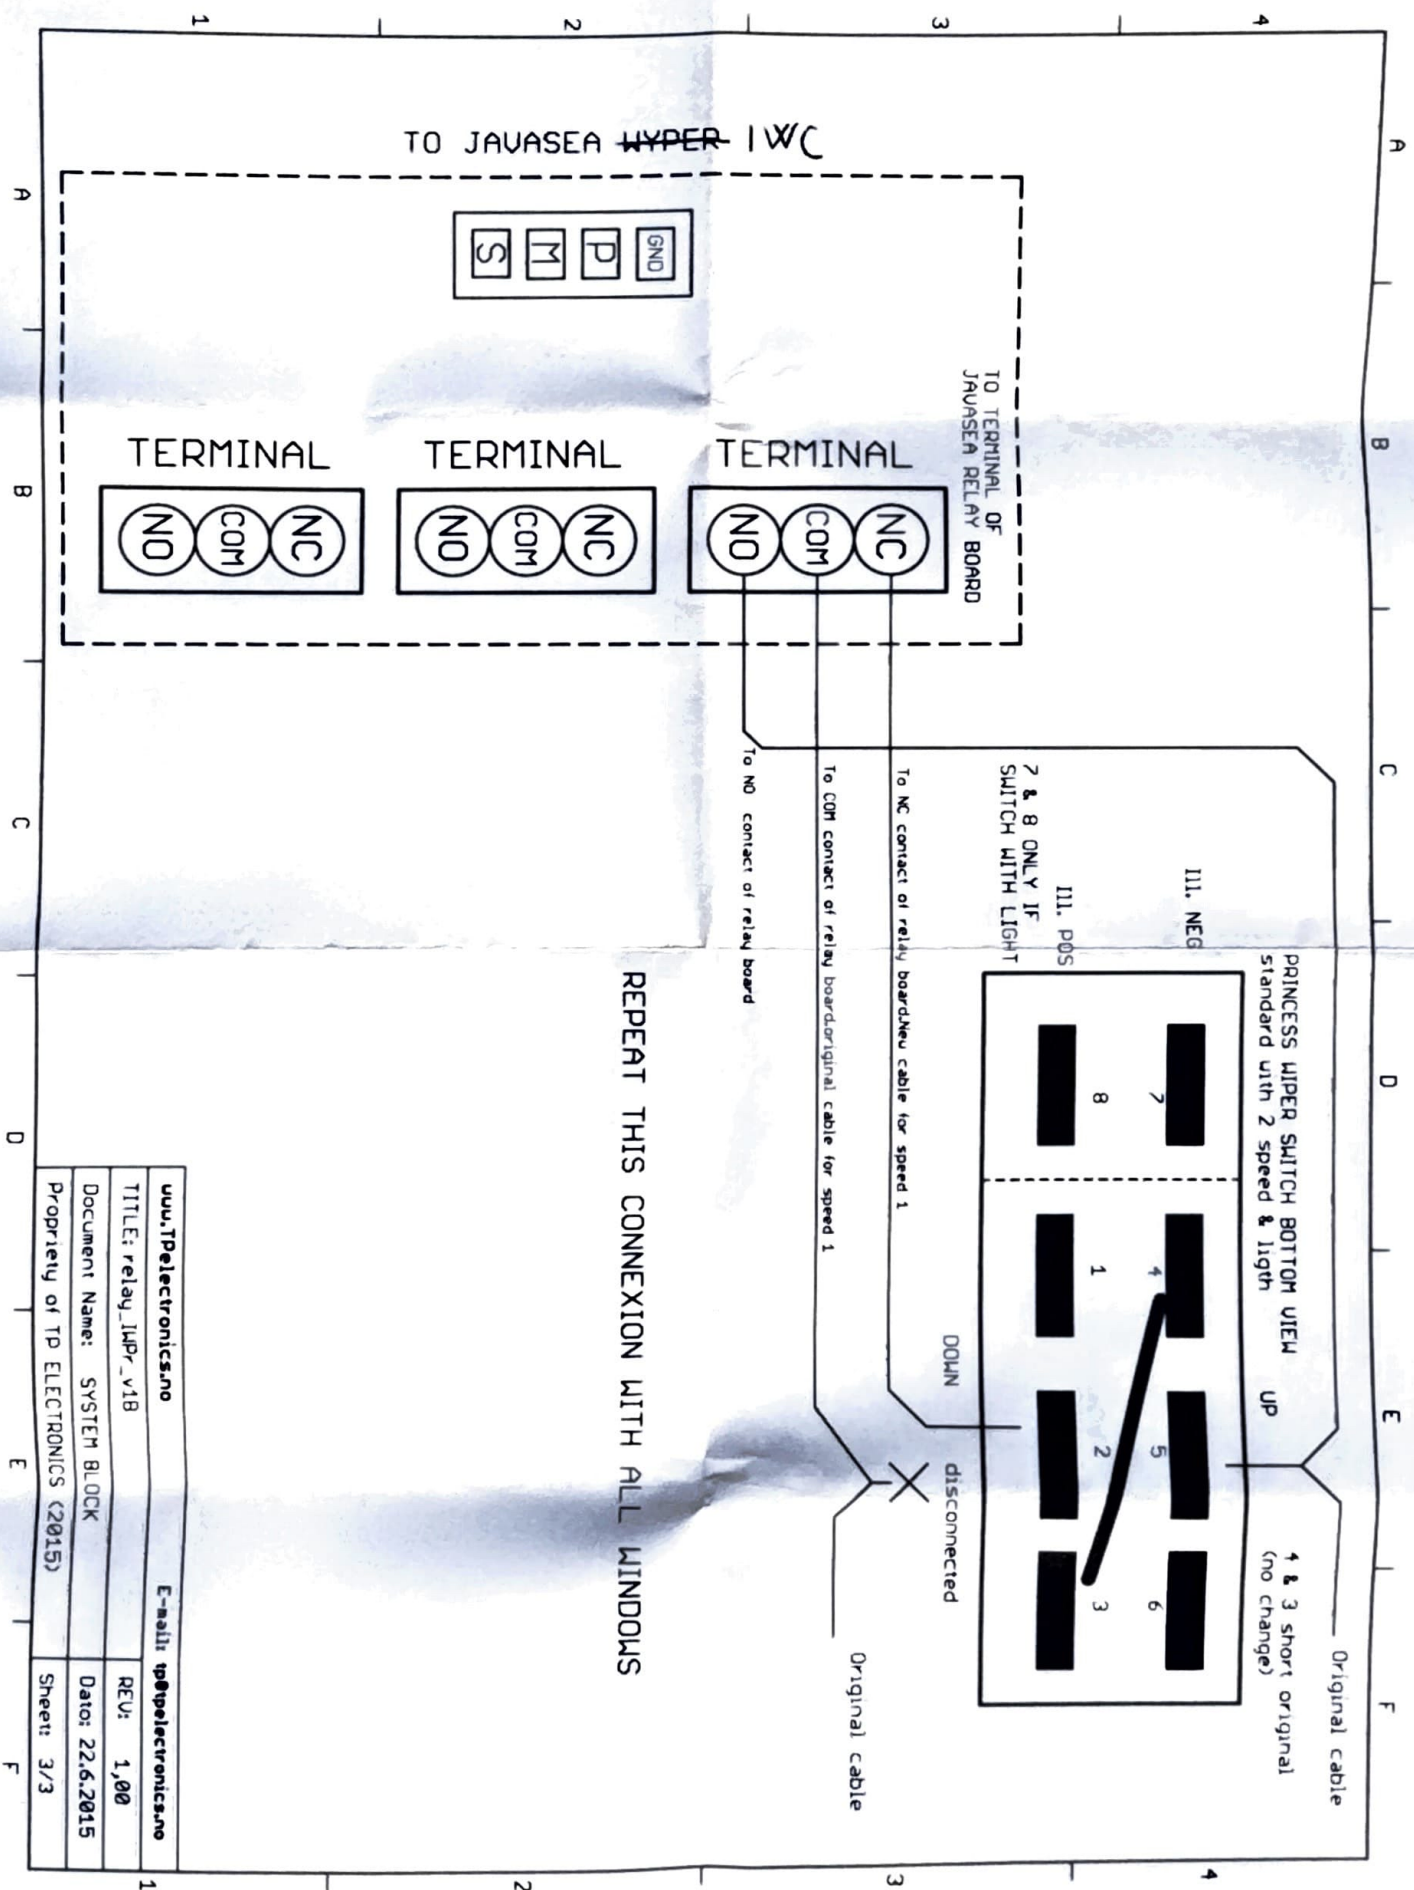 1
2
3
4
A
A
TO JAVASEA HYPER IWC
GND
P
M
S
TO TERMINAL OF
JAVASEA RELAY BOARD
B
B
TERMINAL
TERMINAL
TERMINAL
NO
COM
NC
NO
COM
NC
NO
COM
NC
C
C
To NO contact of relay board
To COM contact of relay board.original cable for speed 1
To NC contact of relay board.New cable for speed 1
7 & 8 ONLY IF
SWITCH WITH LIGHT
Ill. POS
Ill. NEG
PRINCESS WIPER SWITCH BOTTOM VIEW
standard with 2 speed & ligth
7
8
4
1
5
2
6
3
UP
DOWN
disconnected
4 & 3 short original
(no change)
Original cable
Original cable
D
D
E
E
F
F
REPEAT THIS CONNEXION WITH ALL WINDOWS
www.TPelectronics.no
E-mail: tp@tpelectronics.no
TITLE: relay_IWPr_v18
REV: 1,00
Document Name: SYSTEM BLOCK
Dato: 22.6.2015
Propriety of TP ELECTRONICS (2015)
Sheet: 3/3
1
2
3
4